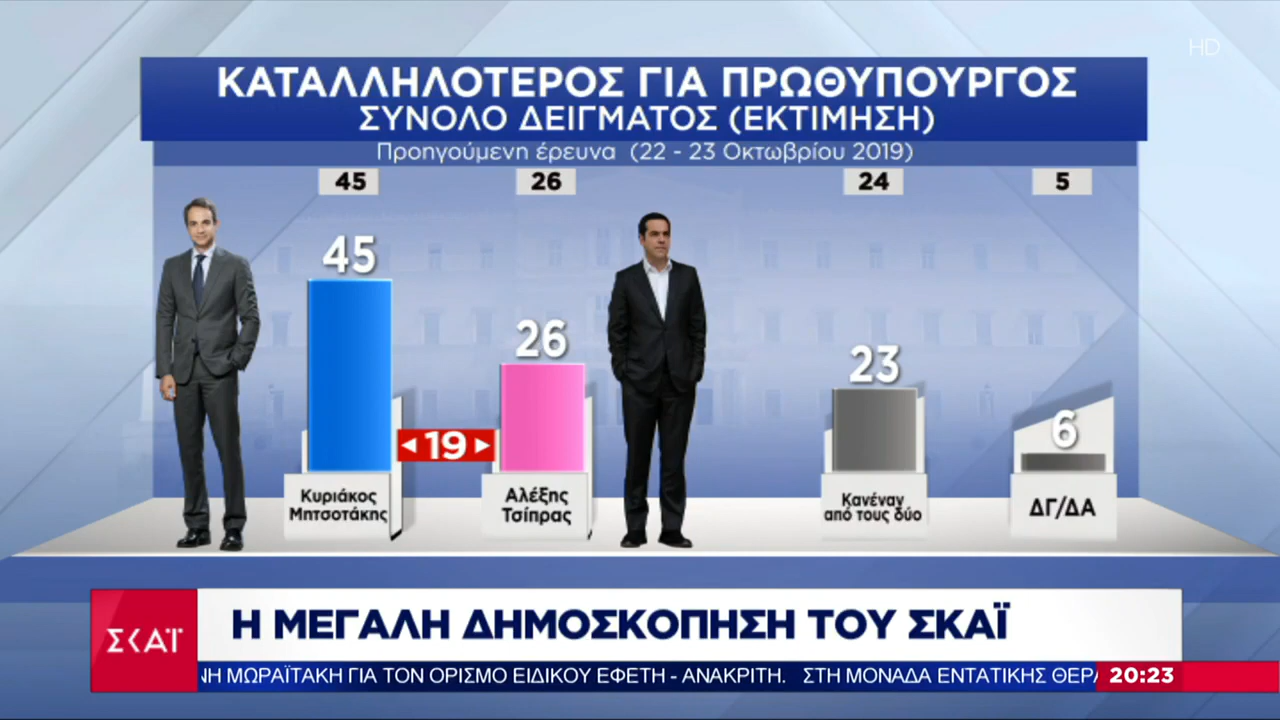 HD
ΚΑΤΑΛΛΗΛΟΤΕΡΟΣ ΓΙΑ ΠΡΩΘΥΠΟΥΡΓΟΣ
ΣΥΝΟΛΟ ΔΕΙΓΜΑΤΟΣ (ΕΚΤΙΜΗΣΗ)
Προηγούμενη έρευνα (22 - 23 Οκτωβρίου 2019)
45 26 24 5
45
26
23
6
19
Κυριάκος
Μητσοτάκης
Αλέξης
Τσίπρας
Κανέναν
από τους δύο
ΔΓ/ΔΑ
ΣΚΑΪ
Η ΜΕΓΑΛΗ ΔΗΜΟΣΚΟΠΗΣΗ ΤΟΥ ΣΚΑΪ
ΝΗ ΜΩΡΑΪΤΑΚΗ ΓΙΑ ΤΟΝ ΟΡΙΣΜΟ ΕΙΔΙΚΟΥ ΕΦΕΤΗ - ΑΝΑΚΡΙΤΗ. ΣΤΗ ΜΟΝΑΔΑ ΕΝΤΑΤΙΚΗΣ ΘΕΡΑ
20:23